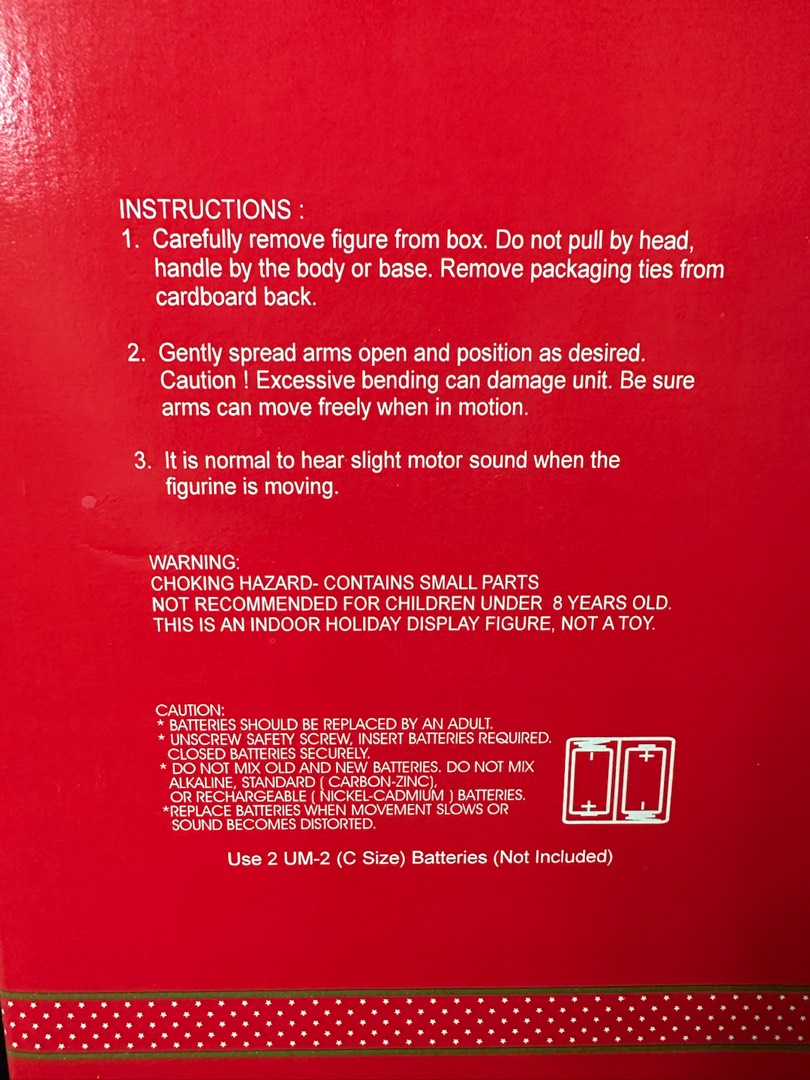 INSTRUCTIONS :
1. Carefully remove figure from box. Do not pull by head,
handle by the body or base. Remove packaging ties from
cardboard back.
2. Gently spread arms open and position as desired.
Caution ! Excessive bending can damage unit. Be sure
arms can move freely when in motion.
3. It is normal to hear slight motor sound when the
figurine is moving.
WARNING:
CHOKING HAZARD- CONTAINS SMALL PARTS
NOT RECOMMENDED FOR CHILDREN UNDER 8 YEARS OLD.
THIS IS AN INDOOR HOLIDAY DISPLAY FIGURE, NOT A TOY.
CAUTION:
* BATTERIES SHOULD BE REPLACED BY AN ADULT.
* UNSCREW SAFETY SCREW, INSERT BATTERIES REQUIRED.
CLOSED BATTERIES SECURELY.
* DO NOT MIX OLD AND NEW BATTERIES. DO NOT MIX
ALKALINE, STANDARD ( CARBON-ZINC),
OR RECHARGEABLE ( NICKEL-CADMIUM ) BATTERIES.
*REPLACE BATTERIES WHEN MOVEMENT SLOWS OR
SOUND BECOMES DISTORTED.
Use 2 UM-2 (C Size) Batteries (Not Included)